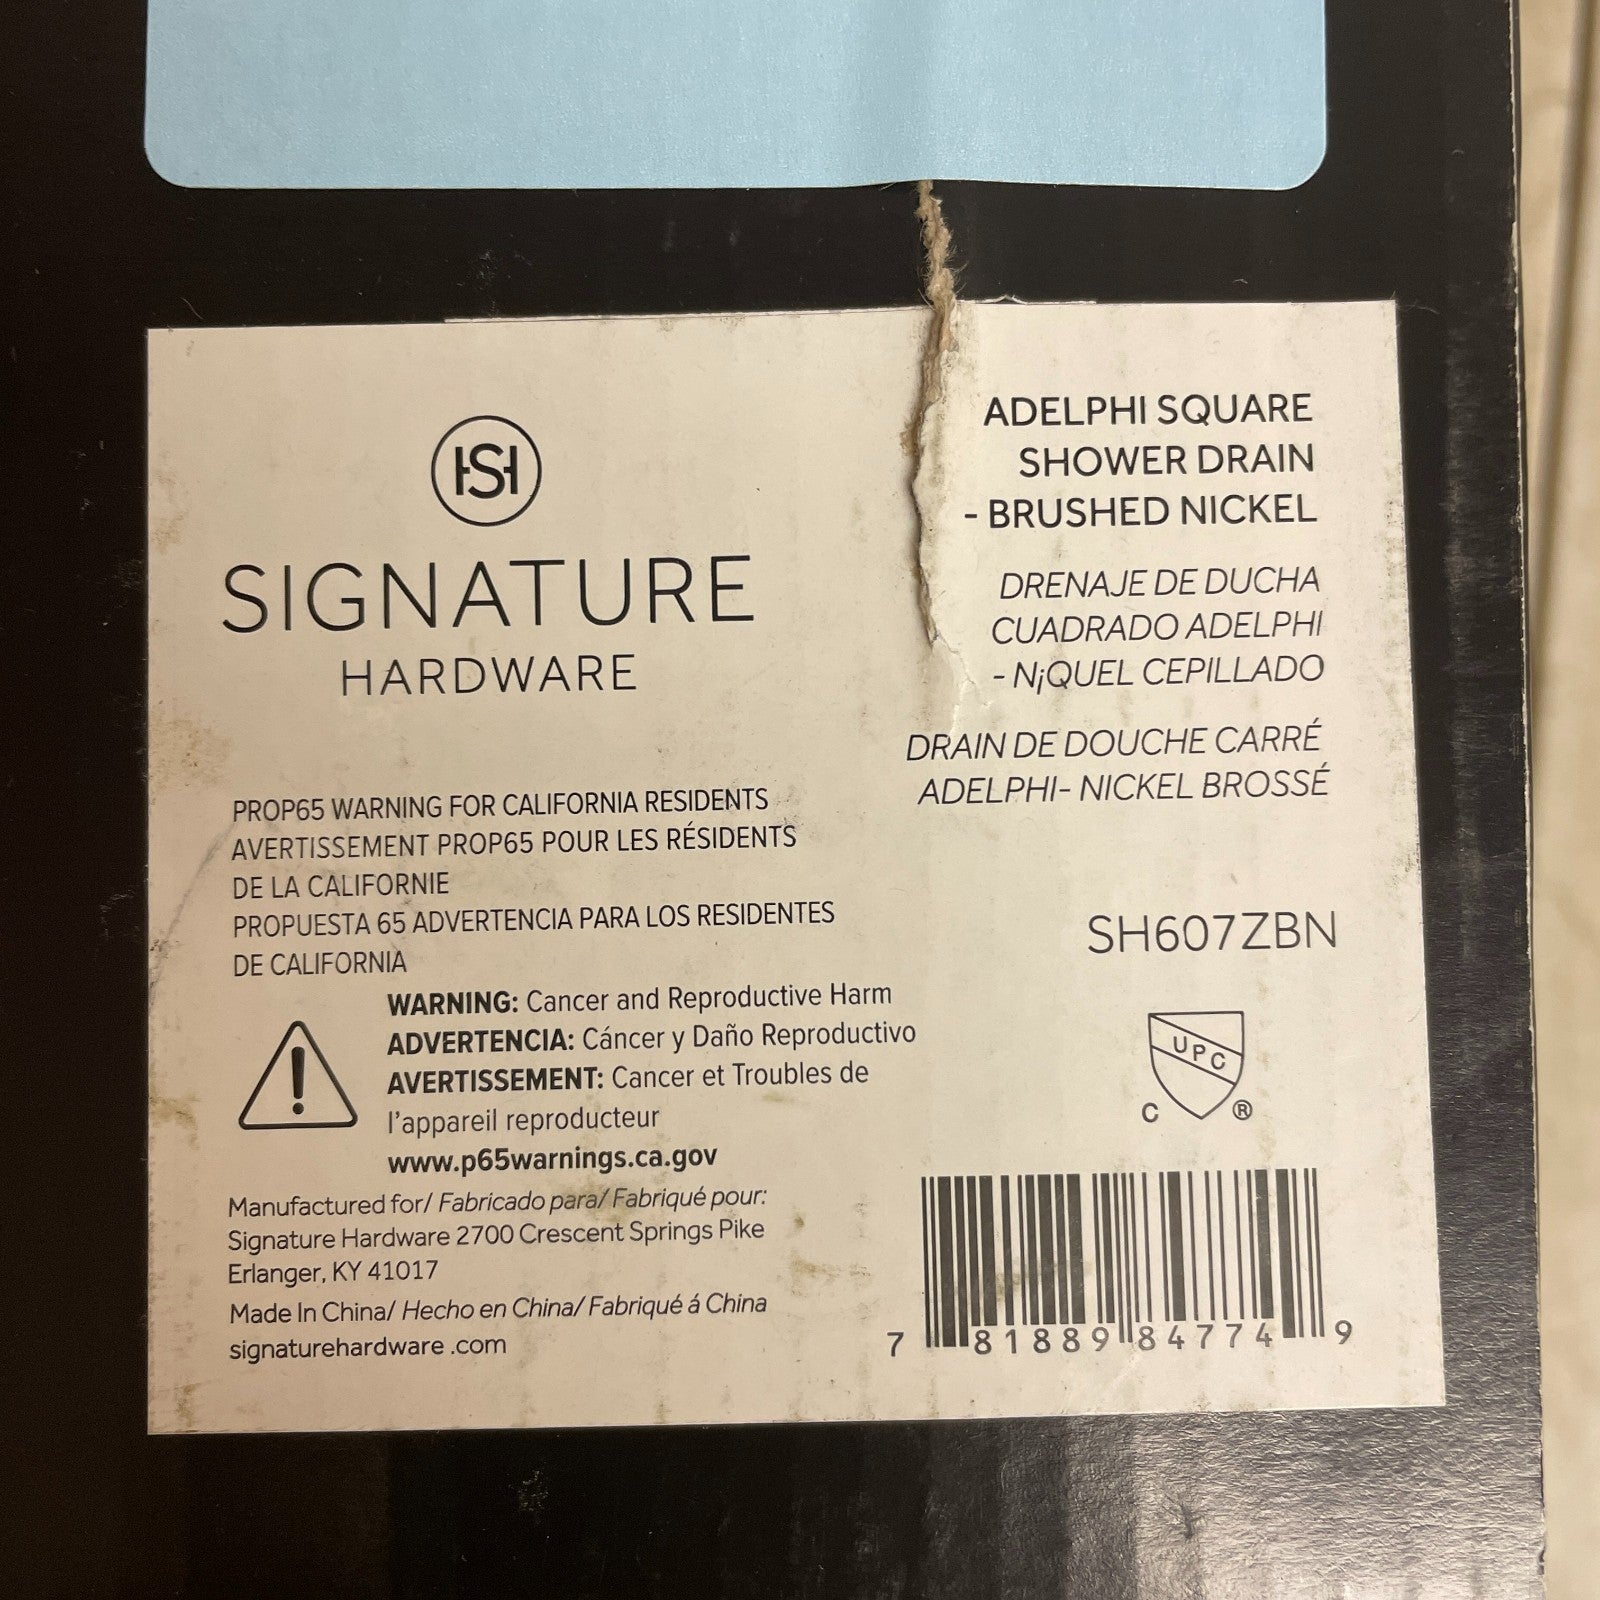 HS
SIGNATURE
HARDWARE
ADELPHI SQUARE
SHOWER DRAIN
- BRUSHED NICKEL
DRENAJE DE DUCHA
CUADRADO ADELPHI
- N¡QUEL CEPILLADO
DRAIN DE DOUCHE CARRÉ
ADELPHI- NICKEL BROSSÉ
PROP65 WARNING FOR CALIFORNIA RESIDENTS
AVERTISSEMENT PROP65 POUR LES RÉSIDENTS
DE LA CALIFORNIE
PROPUESTA 65 ADVERTENCIA PARA LOS RESIDENTES
DE CALIFORNIA
WARNING: Cancer and Reproductive Harm
ADVERTENCIA: Cáncer y Daño Reproductivo
AVERTISSEMENT: Cancer et Troubles de
l'appareil reproducteur
www.p65warnings.ca.gov
Manufactured for/ Fabricado para/ Fabriqué pour:
Signature Hardware 2700 Crescent Springs Pike
Erlanger, KY 41017
Made In China/ Hecho en China/ Fabriqué á China
signaturehardware .com
SH607ZBN
UPC
C ®
7 81889 84774 9